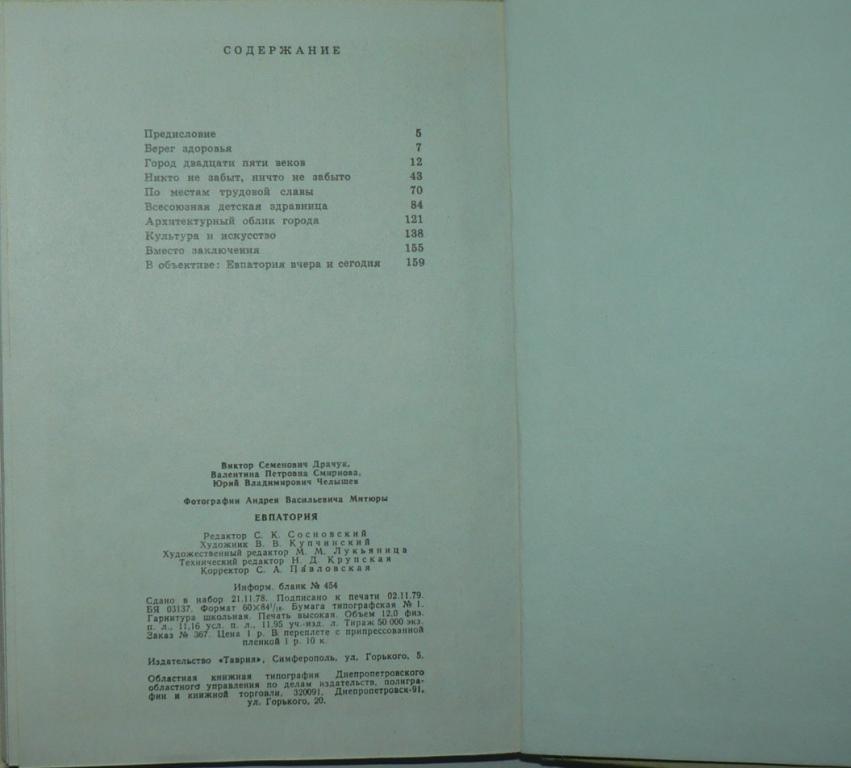 СОДЕРЖАНИЕ
Предисловие 5
Берег здоровья 7
Город двадцати пяти веков 12
Никто не забыт, ничто не забыто 43
По местам трудовой славы 70
Всесоюзная детская здравница 84
Архитектурный облик города 121
Культура и искусство 138
Вместо заключения 155
В объективе: Евпатория вчера и сегодня 159
Виктор Семенович Драчук,
Валентина Петровна Смирнова,
Юрий Владимирович Челышев
Фотографии Андрея Васильевича Митюры
ЕВПАТОРИЯ
Редактор С. К. Сосновский
Художник В. В. Купчинский
Художественный редактор М. М. Лукьяница
Технический редактор Н. Д. Крупская
Корректор С. А. Павловская
Информ. бланк № 454
Сдано в набор 21.11.78. Подписано к печати 02.11.79.
БЯ 03137. Формат 60×84¹/₁₆. Бумага типографская № 1.
Гарнитура школьная. Печать высокая. Объем 12,0 физ.
п. л., 11,16 усл. п. л., 11,95 уч.-изд. л. Тираж 50 000 экз.
Заказ № 367. Цена 1 р. В переплете с припрессованной
пленкой 1 р. 10 к.
Издательство «Таврия», Симферополь, ул. Горького, 5.
Областная книжная типография Днепропетровского
областного управления по делам издательств, полигра-
фии и книжной торговли, 320091, Днепропетровск-91,
ул. Горького, 20.